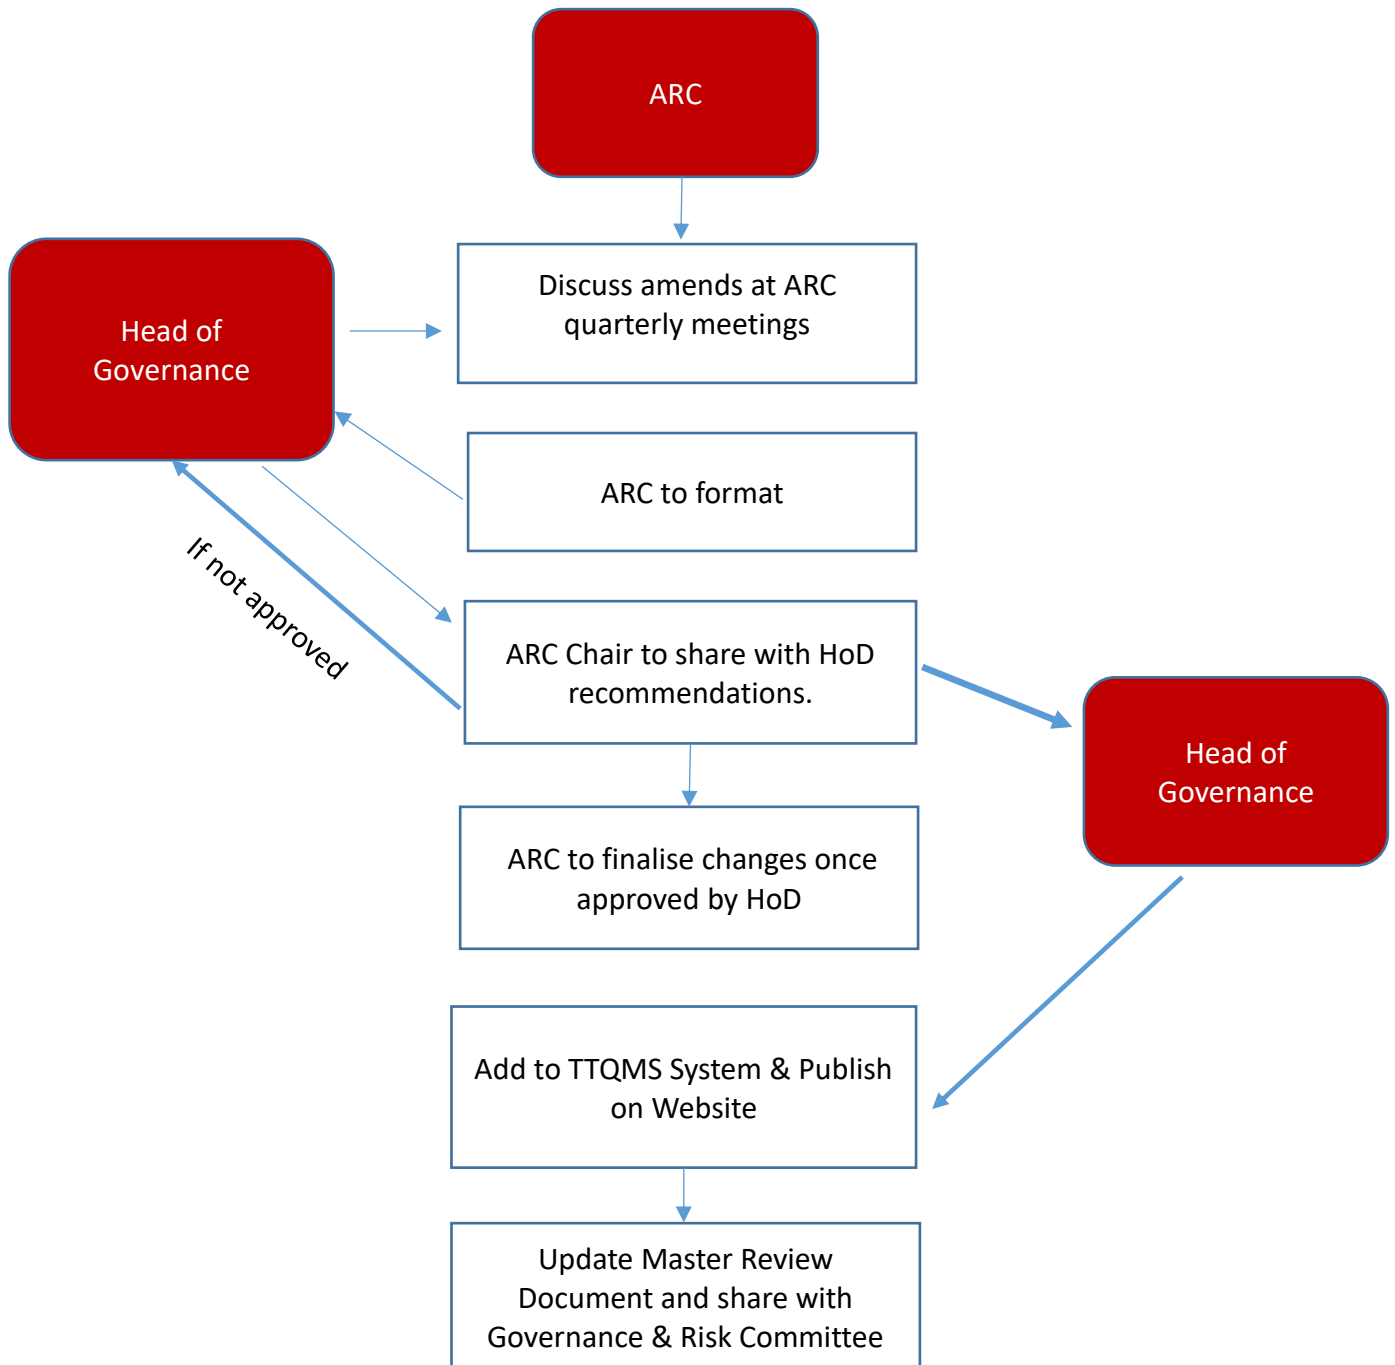 ARC
Discuss amends at ARC
quarterly meetings
Head of
Governance
ARC to format
If not approved
ARC Chair to share with HoD
recommendations.
Head of
Governance
ARC to finalise changes once
approved by HoD
Add to TTQMS System & Publish
on Website
Update Master Review
Document and share with
Governance & Risk Committee